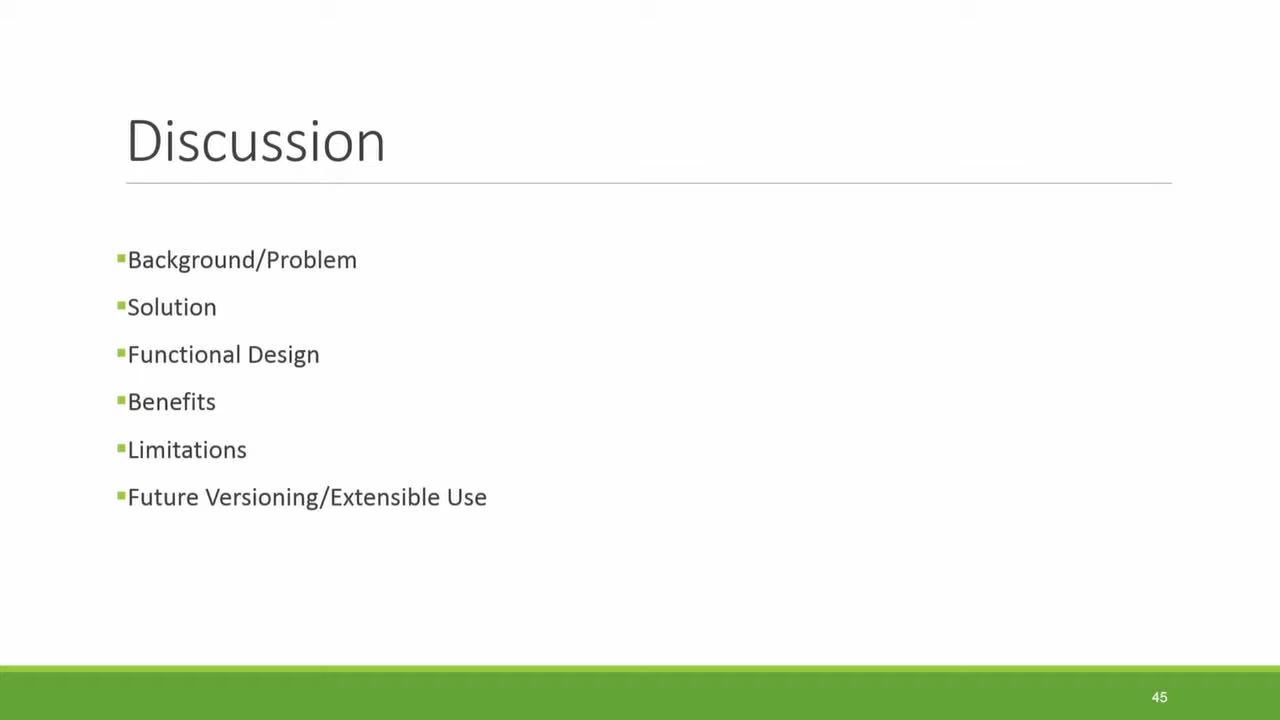 Discussion
▪Background/Problem
▪Solution
▪Functional Design
▪Benefits
▪Limitations
▪Future Versioning/Extensible Use
45